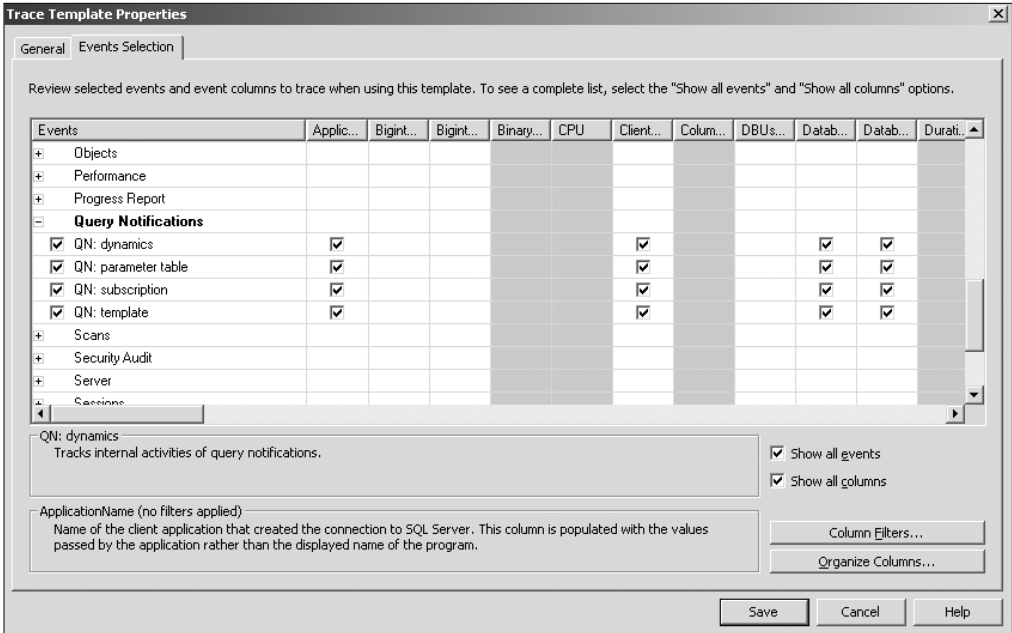 Trace Template Properties
General Events Selection
Review selected events and event columns to trace when using this template. To see a complete list, select the "Show all events" and "Show all columns" options.
Events Applic... Bigint... Bigint... Binary... CPU Client... Colum... DBUs... Datab... Datab... Durati...
Objects
Performance
Progress Report
Query Notifications
QN: dynamics
QN: parameter table
QN: subscription
QN: template
Scans
Security Audit
Server
Sessions
QN: dynamics
Tracks internal activities of query notifications.
Show all events
Show all columns
ApplicationName (no filters applied)
Name of the client application that created the connection to SQL Server. This column is populated with the values
passed by the application rather than the displayed name of the program.
Column Filters...
Organize Columns...
Save Cancel Help